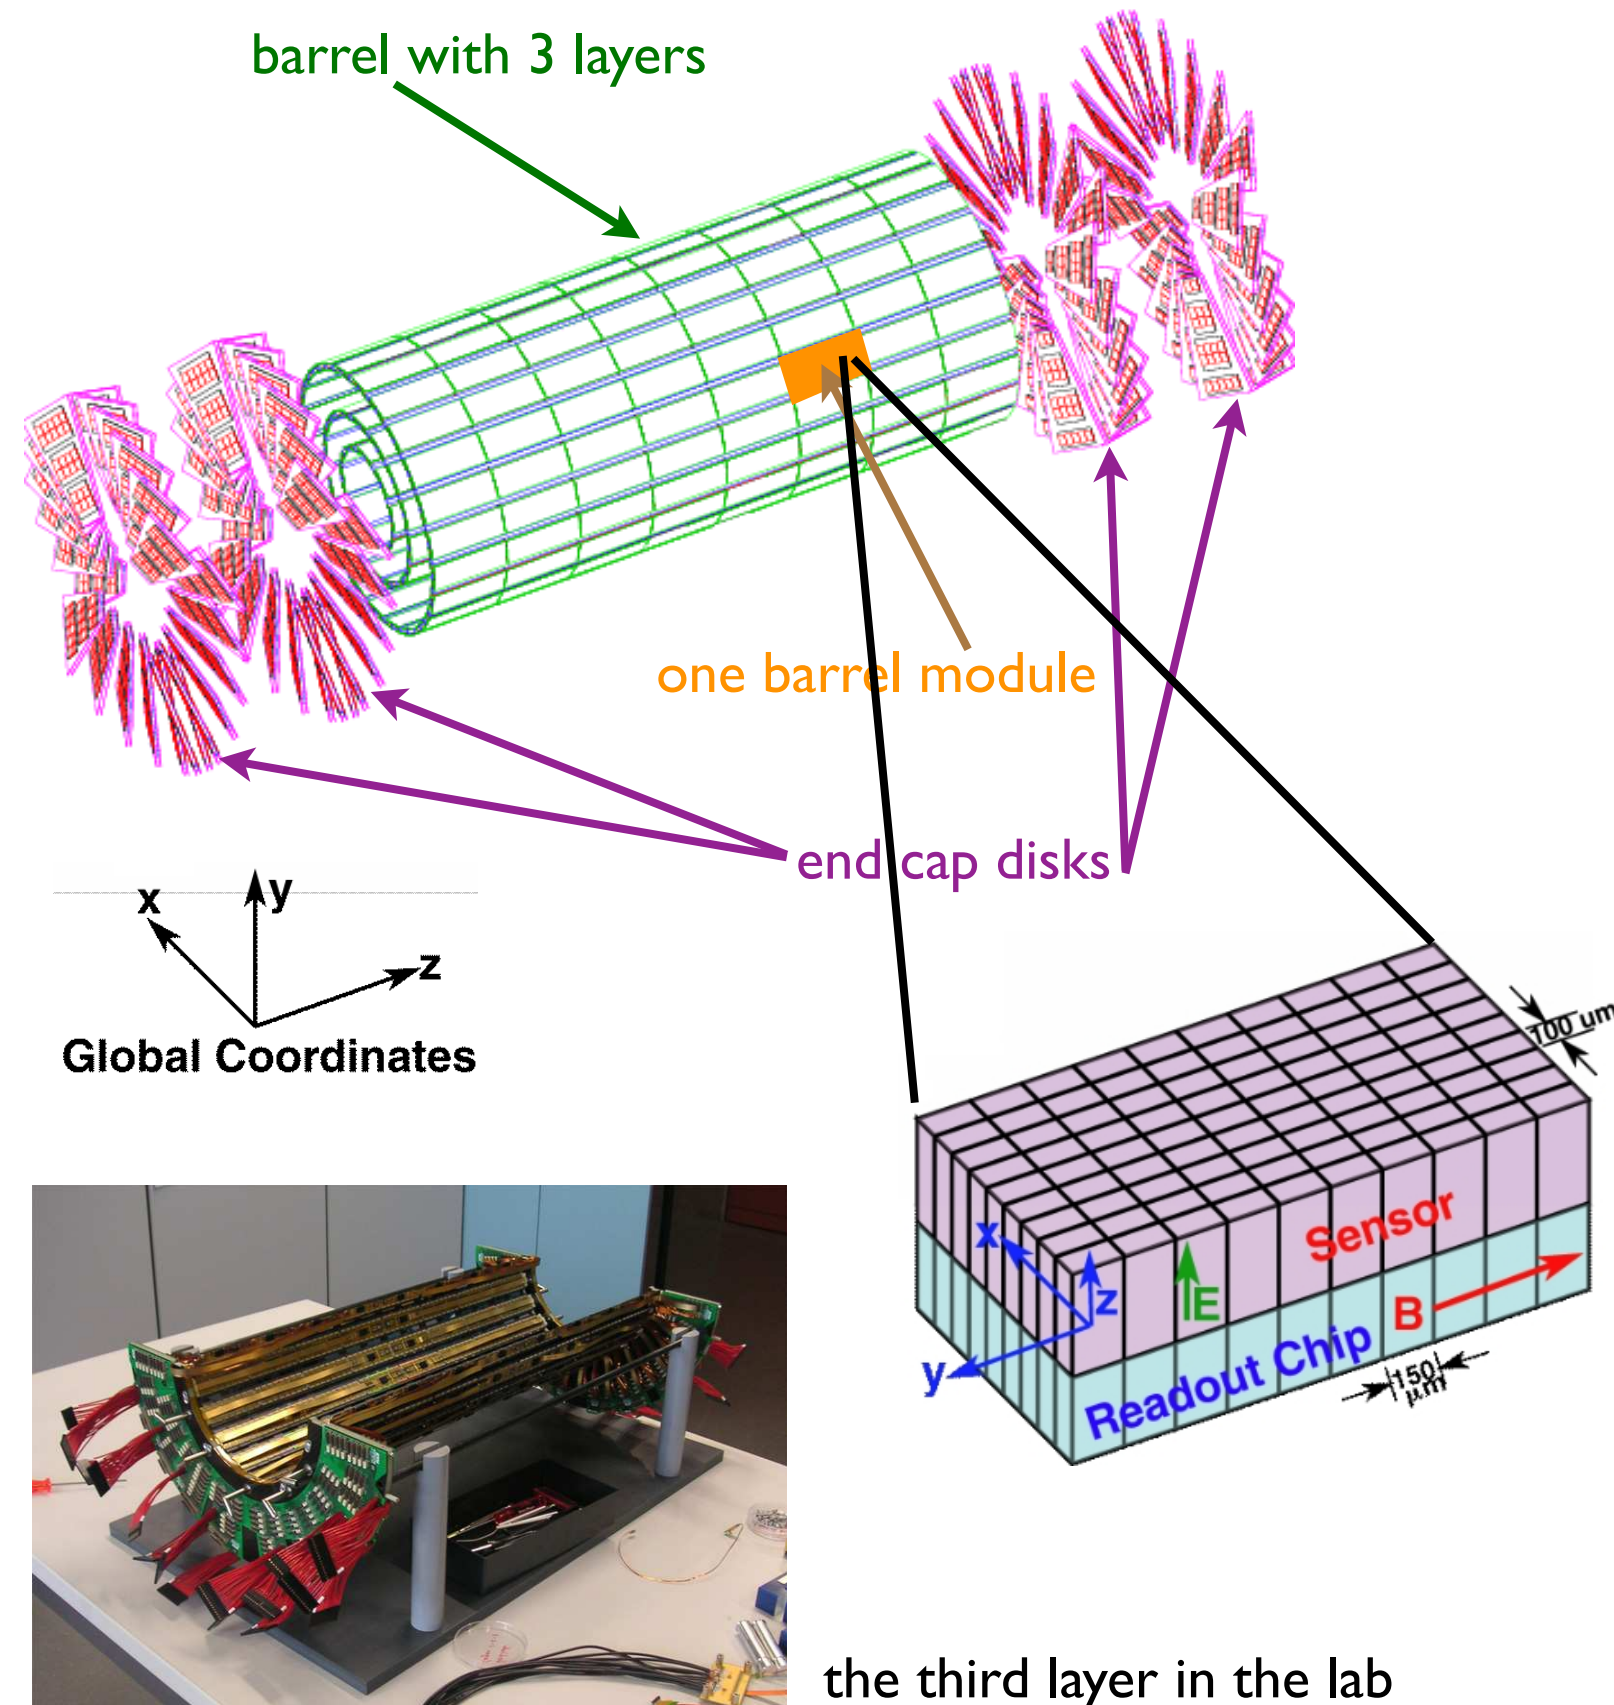 barrel with 3 layers
one barrel module
end cap disks
x
y
z
Global Coordinates
100 um
Sensor
x
z
E
B
y
Readout Chip
150
μm
the third layer in the lab